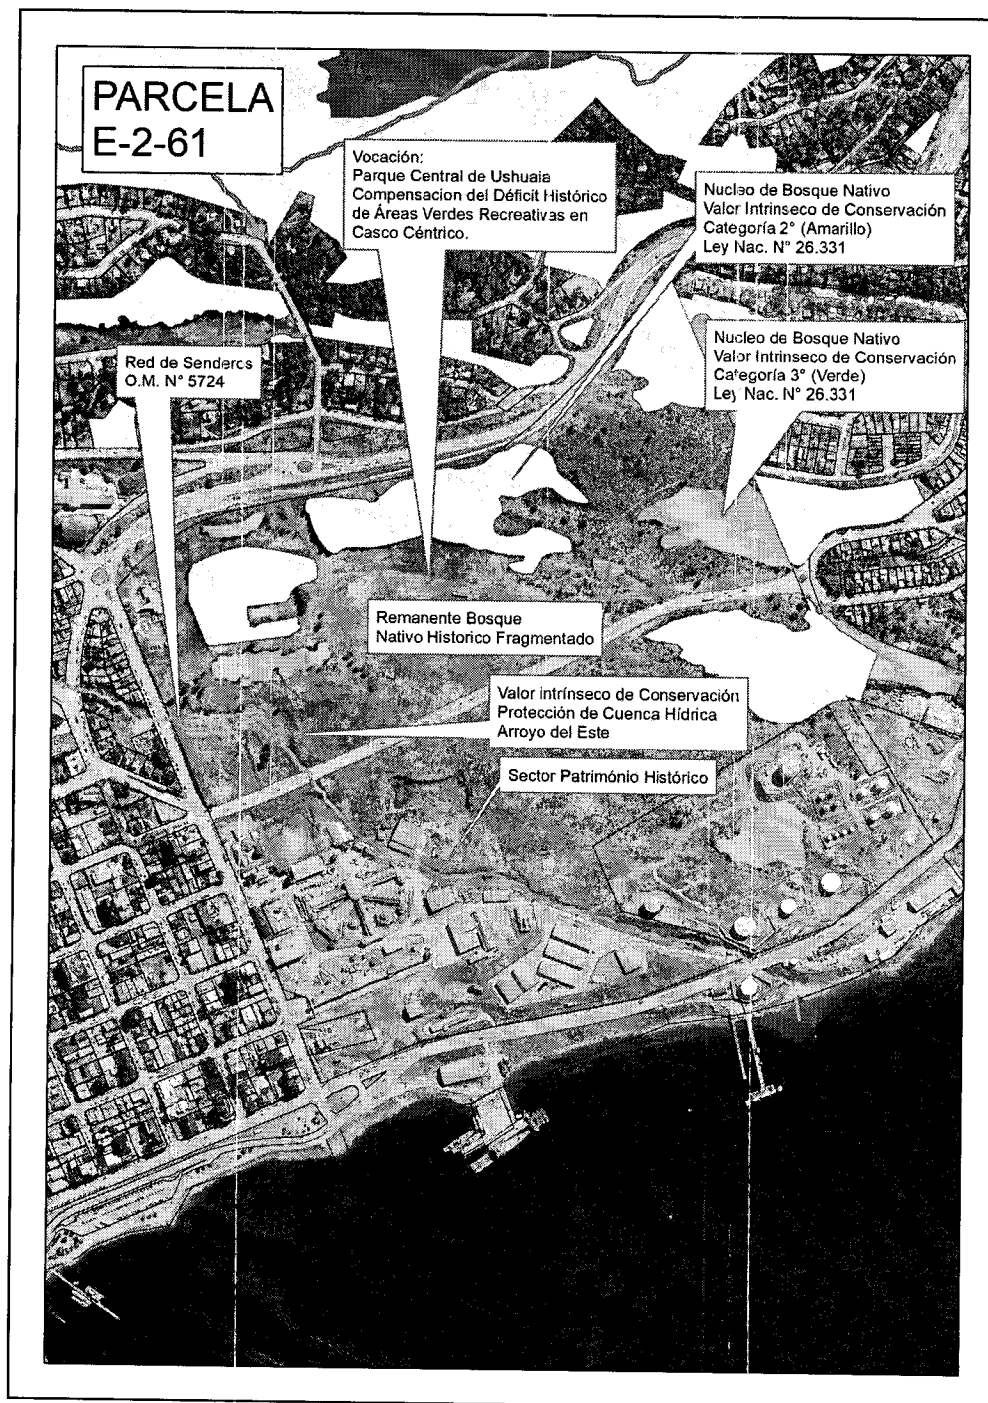 PARCELA
E-2-61
Vocación:
Parque Central de Ushuaia
Compensacion del Déficit Histórico
de Áreas Verdes Recreativas en
Casco Céntrico.
Nucleo de Bosque Nativo
Valor Intrinseco de Conservación
Categoría 2° (Amarillo)
Ley Nac. N° 26.331
Nucleo de Bosque Nativo
Valor Intrinseco de Conservación
Categoría 3° (Verde)
Ley Nac. N° 26.331
Red de Senderos
O.M. N° 5724
Remanente Bosque
Nativo Historico Fragmentado
Valor intrínseco de Conservación
Protección de Cuenca Hídrica
Arroyo del Este
Sector Património Histórico